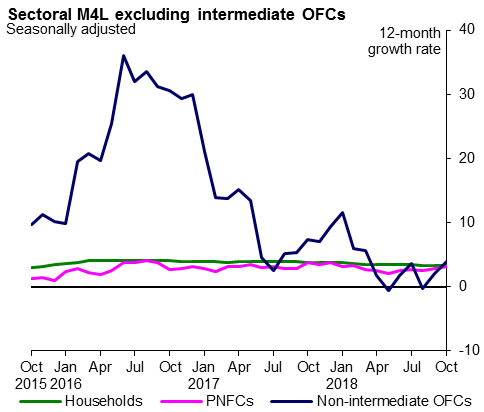 Sectoral M4L excluding intermediate OFCs
Seasonally adjusted
12-month
growth rate
40
30
20
10
0
-10
Oct Jan Apr Jul Oct Jan Apr Jul Oct Jan Apr Jul Oct
2015 2016 2017 2018
Households PNFCs Non-intermediate OFCs